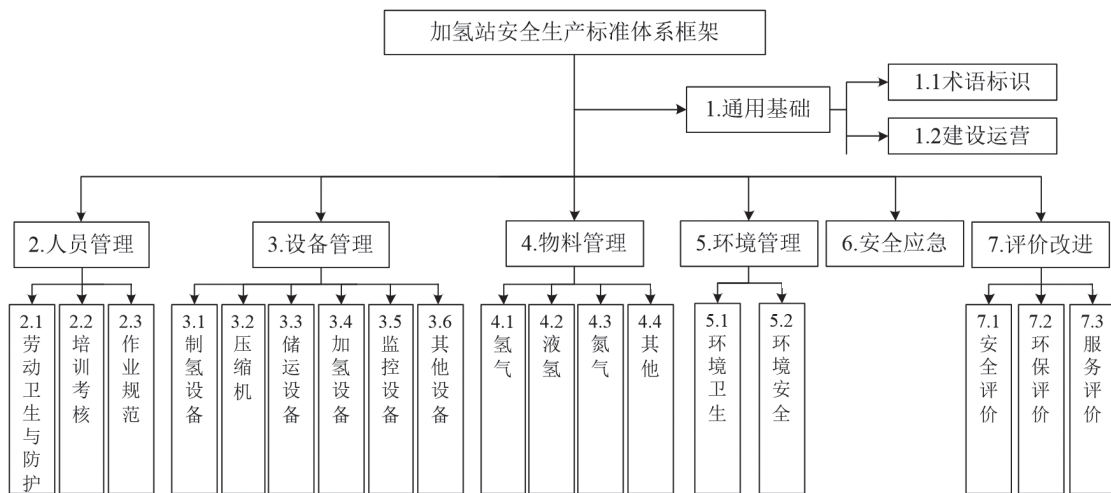 加氢站安全生产标准体系框架
1.通用基础
1.1术语标识
1.2建设运营
2.人员管理
3.设备管理
4.物料管理
5.环境管理
6.安全应急
7.评价改进
2.1劳动卫生与防护
2.2培训考核
2.3作业规范
3.1制氢设备
3.2压缩机
3.3储运设备
3.4加氢设备
3.5监控设备
3.6其他设备
4.1氢气
4.2液氢
4.3氮气
4.4其他
5.1环境卫生
5.2环境安全
7.1安全评价
7.2环保评价
7.3服务评价